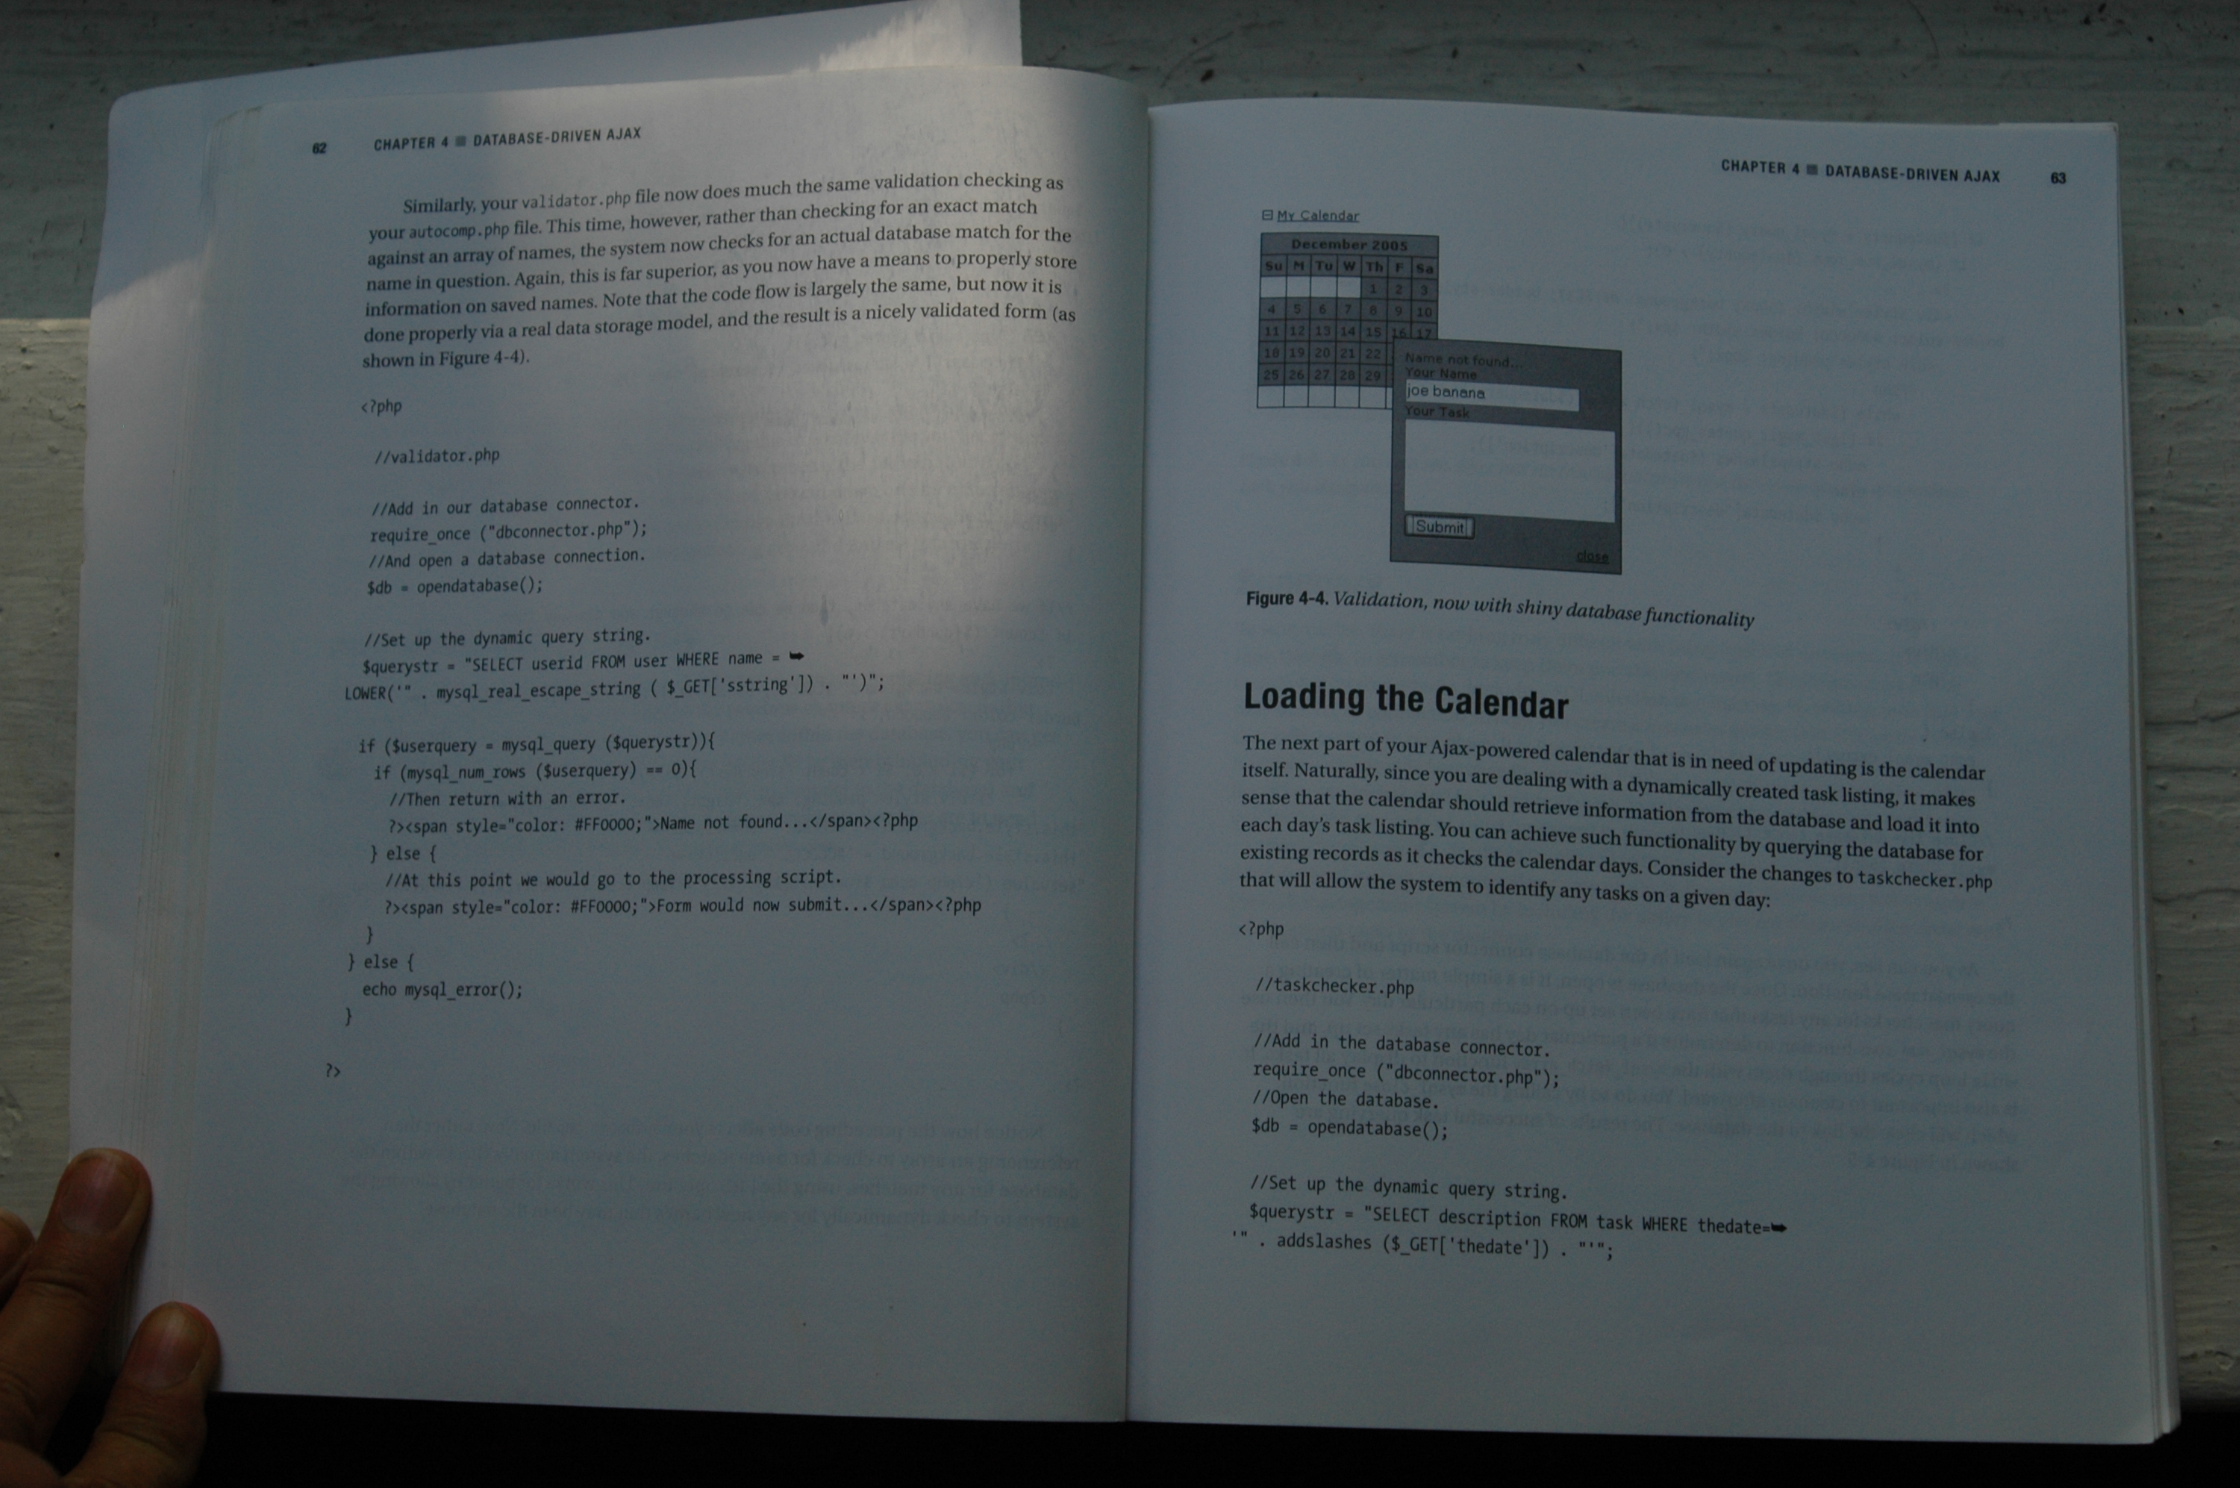 62 CHAPTER 4 ■ DATABASE-DRIVEN AJAX
Similarly, your validator.php file now does much the same validation checking as
your autocomp.php file. This time, however, rather than checking for an exact match
against an array of names, the system now checks for an actual database match for the
name in question. Again, this is far superior, as you now have a means to properly store
information on saved names. Note that the code flow is largely the same, but now it is
done properly via a real data storage model, and the result is a nicely validated form (as
shown in Figure 4-4).
<?php
//validator.php
//Add in our database connector.
require_once ("dbconnector.php");
//And open a database connection.
$db = opendatabase();
//Set up the dynamic query string.
$querystr = "SELECT userid FROM user WHERE name = ➥
LOWER('" . mysql_real_escape_string ( $_GET['sstring']) . "')";
if ($userquery = mysql_query ($querystr)){
if (mysql_num_rows ($userquery) == 0){
//Then return with an error.
?><span style="color: #FF0000;">Name not found...</span><?php
} else {
//At this point we would go to the processing script.
?><span style="color: #FF0000;">Form would now submit...</span><?php
}
} else {
echo mysql_error();
}
?>
CHAPTER 4 ■ DATABASE-DRIVEN AJAX 63
⊟ My Calendar
December 2005
Su M Tu W Th F Sa
1 2 3
4 5 6 7 8 9 10
11 12 13 14 15 16 17
18 19 20 21 22
25 26 27 28 29
Name not found...
Your Name
joe banana
Your Task
Submit
close
Figure 4-4. Validation, now with shiny database functionality
Loading the Calendar
The next part of your Ajax-powered calendar that is in need of updating is the calendar
itself. Naturally, since you are dealing with a dynamically created task listing, it makes
sense that the calendar should retrieve information from the database and load it into
each day's task listing. You can achieve such functionality by querying the database for
existing records as it checks the calendar days. Consider the changes to taskchecker.php
that will allow the system to identify any tasks on a given day:
<?php
//taskchecker.php
//Add in the database connector.
require_once ("dbconnector.php");
//Open the database.
$db = opendatabase();
//Set up the dynamic query string.
$querystr = "SELECT description FROM task WHERE thedate=➥
'" . addslashes ($_GET['thedate']) . "'";